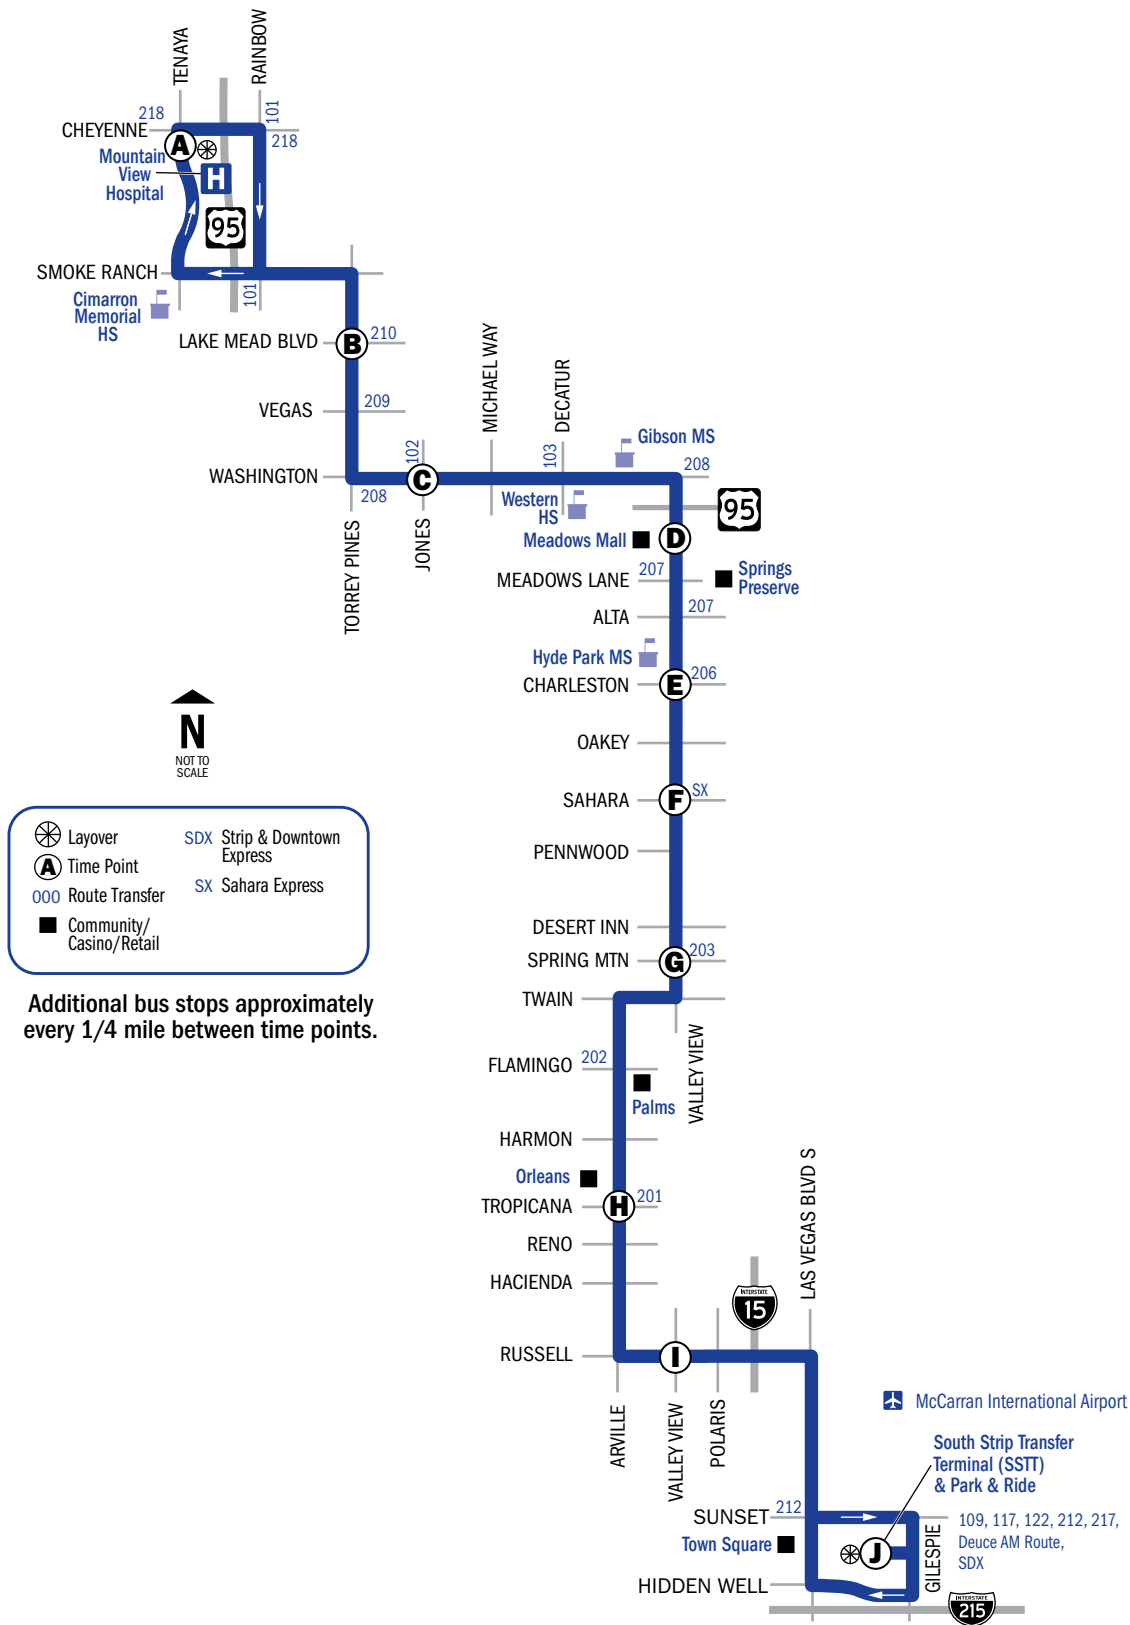 TENAYA
RAINBOW
218
101
CHEYENNE
A
218
Mountain
View
Hospital
H
95
SMOKE RANCH
101
Cimarron
Memorial
HS
LAKE MEAD BLVD
B
210
MICHAEL WAY
DECATUR
VEGAS
209
102
103
Gibson MS
WASHINGTON
C
208
208
Western
HS
95
TORREY PINES
JONES
Meadows Mall
D
MEADOWS LANE
207
Springs
Preserve
ALTA
207
Hyde Park MS
CHARLESTON
E
206
N
NOT TO
SCALE
OAKEY
SAHARA
F
SX
Layover
A
Time Point
000
Route Transfer
Community/
Casino/Retail
SDX
Strip & Downtown
Express
SX
Sahara Express
PENNWOOD
DESERT INN
SPRING MTN
G
203
Additional bus stops approximately
every 1/4 mile between time points.
TWAIN
VALLEY VIEW
FLAMINGO
202
Palms
HARMON
Orleans
TROPICANA
H
201
LAS VEGAS BLVD S
RENO
HACIENDA
INTERSTATE
15
RUSSELL
I
ARVILLE
VALLEY VIEW
POLARIS
McCarran International Airport
South Strip Transfer
Terminal (SSTT)
& Park & Ride
SUNSET
212
109, 117, 122, 212, 217,
Deuce AM Route,
SDX
Town Square
J
GILESPIE
HIDDEN WELL
INTERSTATE
215